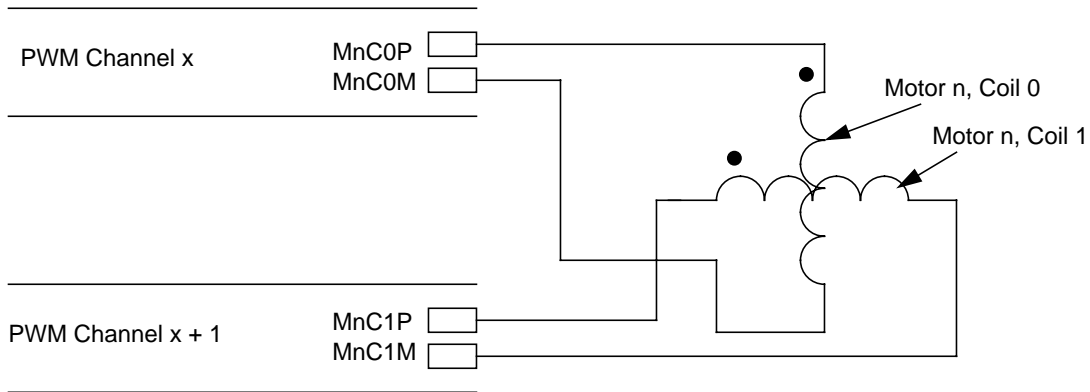 PWM Channel x
MnC0P
MnC0M
Motor n, Coil 0
Motor n, Coil 1
PWM Channel x + 1
MnC1P
MnC1M